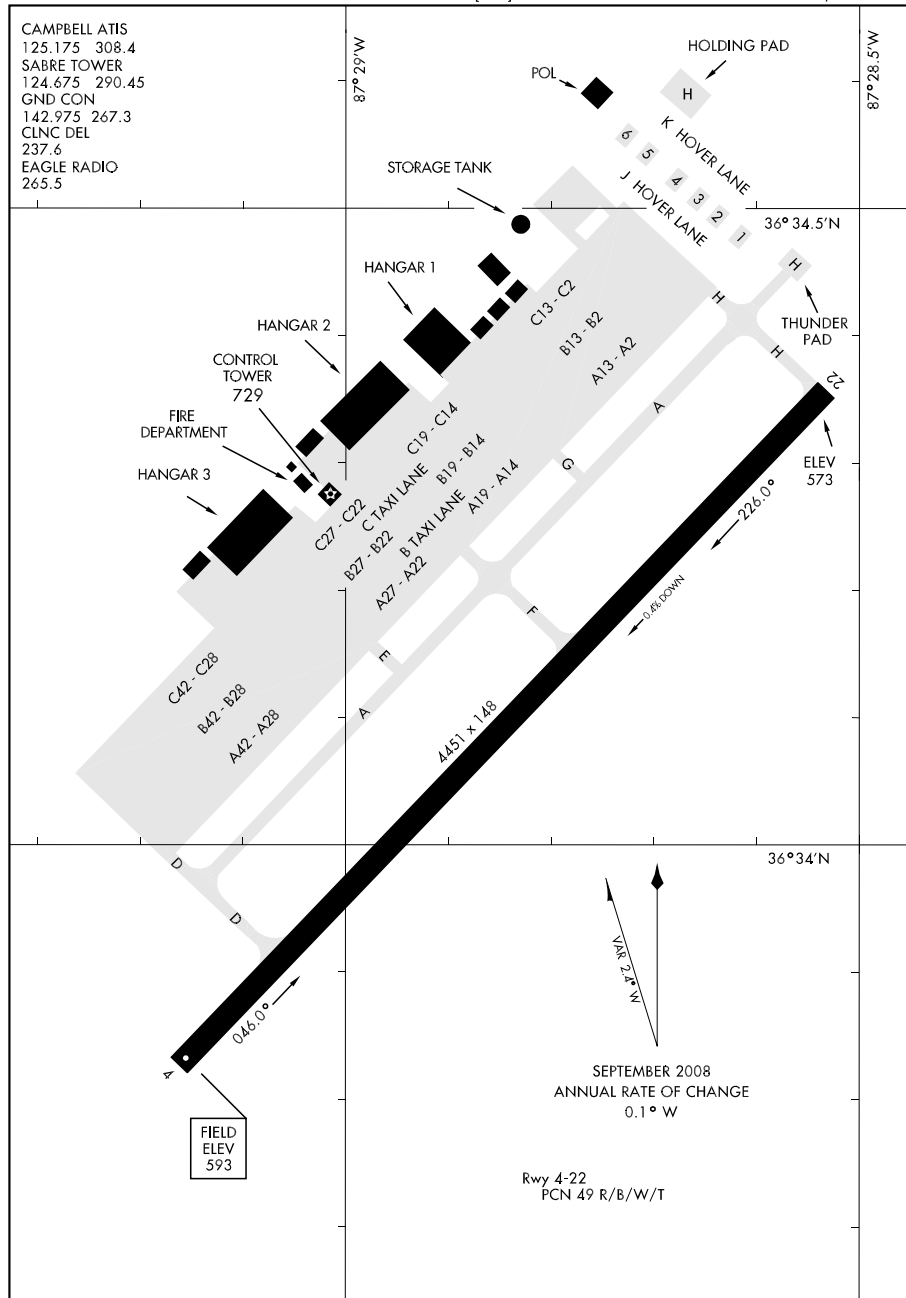 CAMPBELL ATIS
125.175 308.4
SABRE TOWER
124.675 290.45
GND CON
142.975 267.3
CLNC DEL
237.6
EAGLE RADIO
265.5
87° 29'W
87° 28.5'W
HOLDING PAD
H
POL
K HOVER LANE
6
5
4
3
2
1
J HOVER LANE
STORAGE TANK
36° 34.5'N
H
THUNDER
PAD
HANGAR 1
C13 - C2
B13 - B2
A13 - A2
H
H
22
HANGAR 2
CONTROL
TOWER
729
FIRE
DEPARTMENT
HANGAR 3
A
G
ELEV
573
226.0°
0.4% DOWN
C19 - C14
B19 - B14
A19 - A14
C TAXI LANE
B TAXI LANE
C27 - C22
B27 - B22
A27 - A22
F
E
A
C42 - C28
B42 - B28
A42 - A28
4451 x 148
36° 34'N
D
D
046.0°
4
VAR 2.4° W
SEPTEMBER 2008
ANNUAL RATE OF CHANGE
0.1° W
FIELD
ELEV
593
Rwy 4-22
PCN 49 R/B/W/T